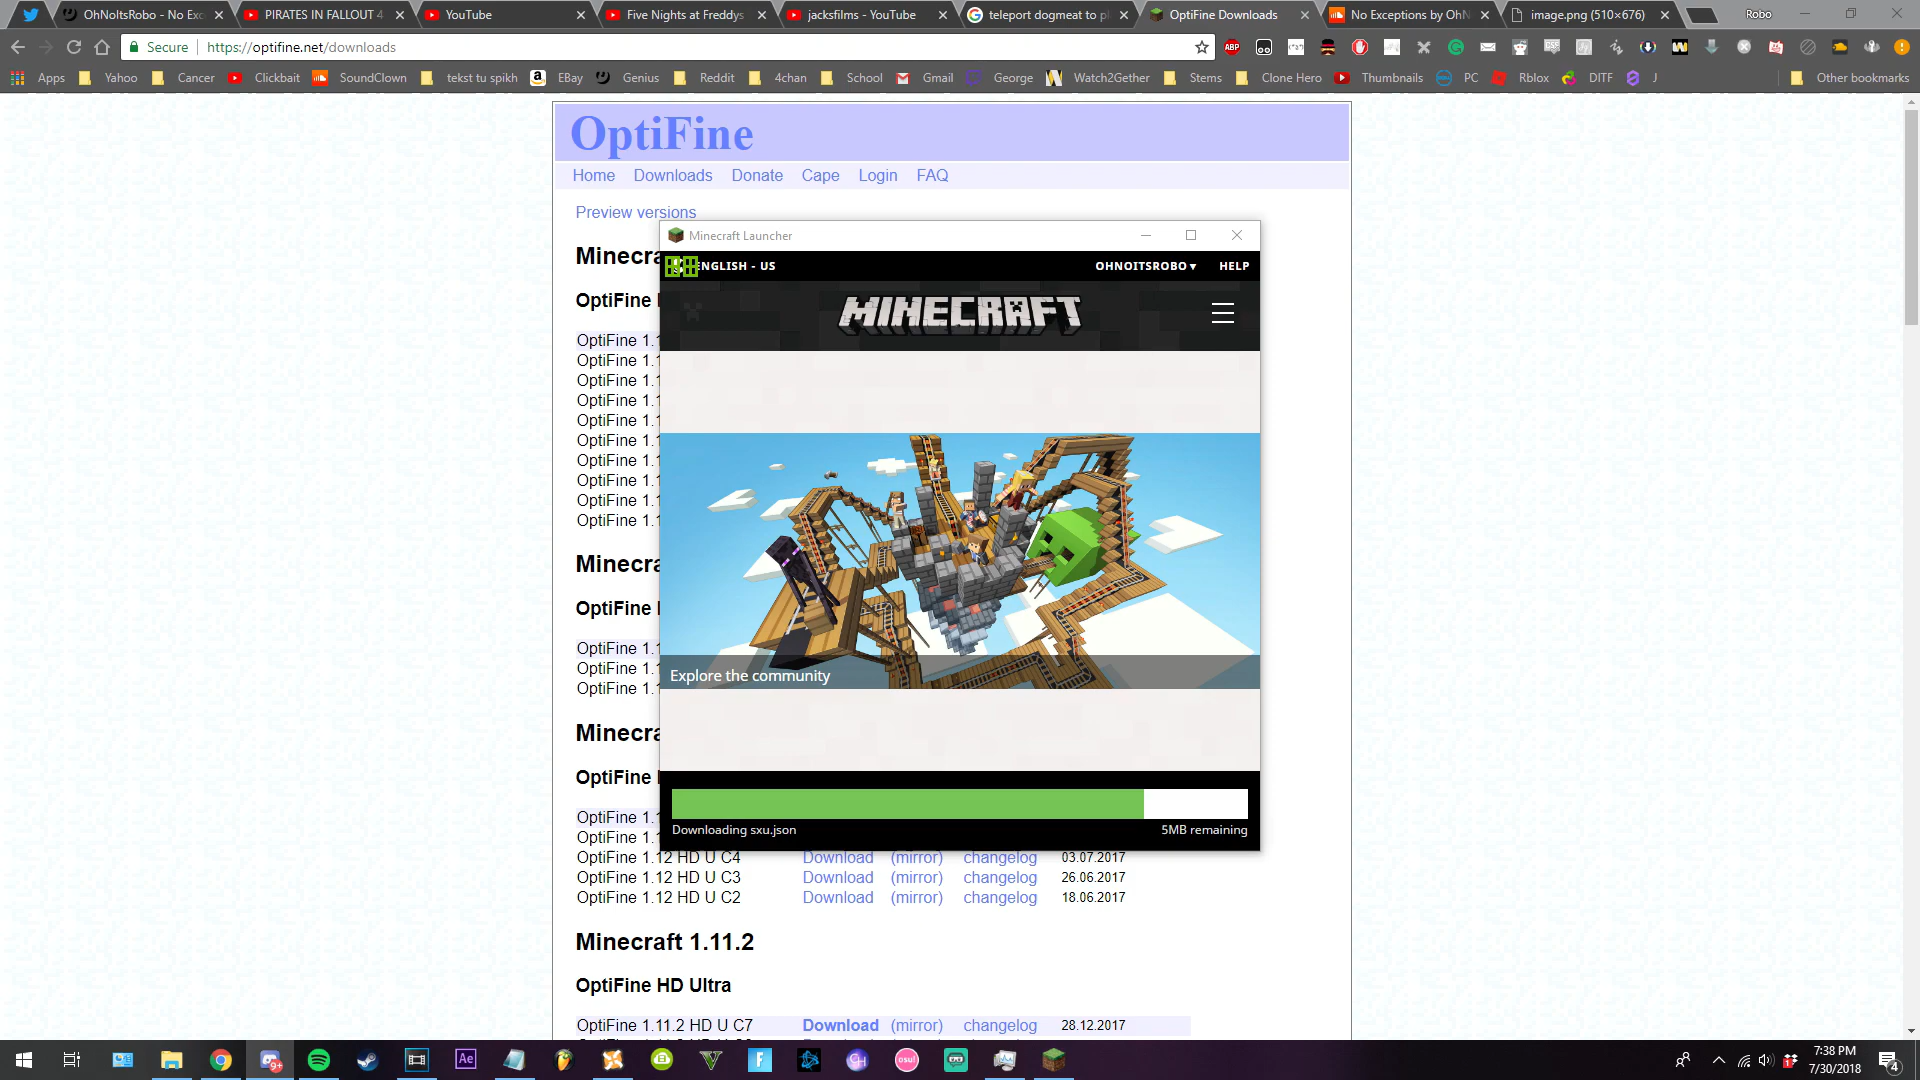 OhNoItsRobo - No Exc
PIRATES IN FALLOUT 4
YouTube
Five Nights at Freddys
jacksfilms - YouTube
teleport dogmeat to pl
OptiFine Downloads
No Exceptions by OhN
image.png (510×676)
Robo
Secure
https://optifine.net/downloads
ABP
Apps
Yahoo
Cancer
Clickbait
SoundClown
tekst tu spikh
EBay
Genius
Reddit
4chan
School
Gmail
George
Watch2Gether
Stems
Clone Hero
Thumbnails
PC
Rblox
DITF
J
Other bookmarks
OptiFine
Home Downloads Donate Cape Login FAQ
Preview versions
Minecra
OptiFine
OptiFine 1.1
OptiFine 1.1
OptiFine 1.1
OptiFine 1.1
OptiFine 1.1
OptiFine 1.1
OptiFine 1.1
OptiFine 1.1
OptiFine 1.1
OptiFine 1.1
Minecra
OptiFine
OptiFine 1.1
OptiFine 1.1
OptiFine 1.1
Minecra
OptiFine
OptiFine 1.1
OptiFine 1.1
OptiFine 1.12 HD U C4 Download (mirror) changelog 03.07.2017
OptiFine 1.12 HD U C3 Download (mirror) changelog 26.06.2017
OptiFine 1.12 HD U C2 Download (mirror) changelog 18.06.2017
Minecraft 1.11.2
OptiFine HD Ultra
OptiFine 1.11.2 HD U C7 Download (mirror) changelog 28.12.2017
Minecraft Launcher
NGLISH - US
OHNOITSROBO▾ HELP
MINECRAFT
Explore the community
Downloading sxu.json
5MB remaining
9+
Ae
osu!
7:38 PM
7/30/2018
4